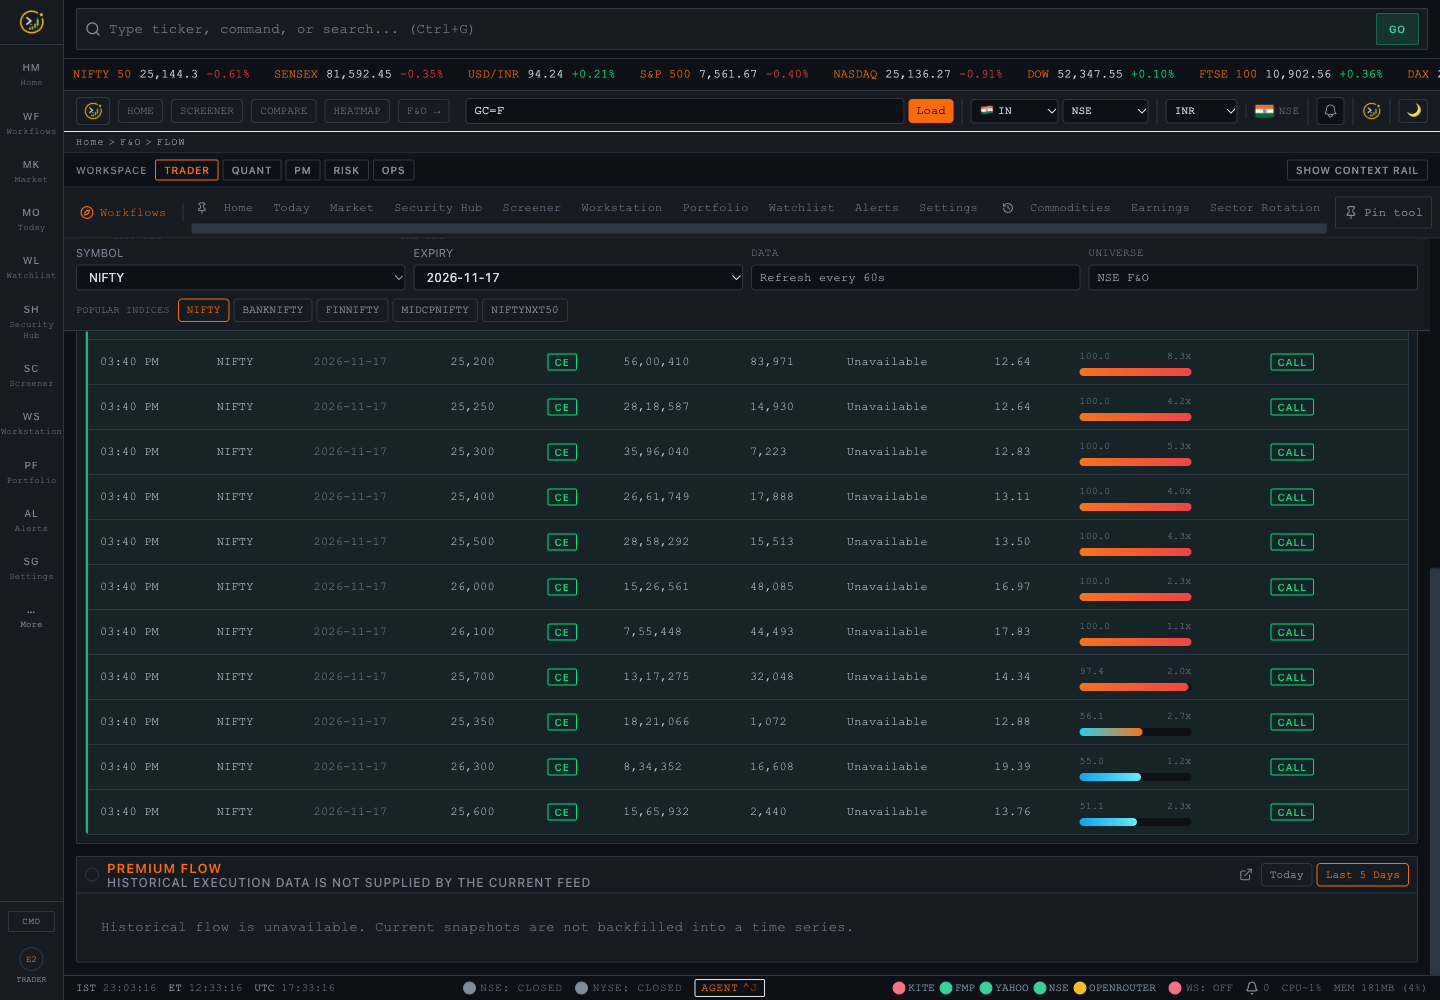 Type ticker, command, or search... (Ctrl+G)
GO
NIFTY 50 25,144.3 -0.61% SENSEX 81,592.45 -0.35% USD/INR 94.24 +0.21% S&P 500 7,561.67 -0.40% NASDAQ 25,136.27 -0.91% DOW 52,347.55 +0.10% FTSE 100 10,902.56 +0.36% DAX
HOME SCREENER COMPARE HEATMAP F&O → GC=F Load IN NSE INR NSE
Home > F&O > FLOW
WORKSPACE TRADER QUANT PM RISK OPS SHOW CONTEXT RAIL
Workflows Home Today Market Security Hub Screener Workstation Portfolio Watchlist Alerts Settings Commodities Earnings Sector Rotation Pin tool
SYMBOL EXPIRY DATA UNIVERSE
NIFTY 2026-11-17 Refresh every 60s NSE F&O
POPULAR INDICES NIFTY BANKNIFTY FINNIFTY MIDCPNIFTY NIFTYNXT50
03:40 PM NIFTY 2026-11-17 25,200 CE 56,00,410 83,971 Unavailable 12.64 100.0 8.3x CALL
03:40 PM NIFTY 2026-11-17 25,250 CE 28,18,587 14,930 Unavailable 12.64 100.0 4.2x CALL
03:40 PM NIFTY 2026-11-17 25,300 CE 35,96,040 7,223 Unavailable 12.83 100.0 5.3x CALL
03:40 PM NIFTY 2026-11-17 25,400 CE 26,61,749 17,888 Unavailable 13.11 100.0 4.0x CALL
03:40 PM NIFTY 2026-11-17 25,500 CE 28,58,292 15,513 Unavailable 13.50 100.0 4.3x CALL
03:40 PM NIFTY 2026-11-17 26,000 CE 15,26,561 48,085 Unavailable 16.97 100.0 2.3x CALL
03:40 PM NIFTY 2026-11-17 26,100 CE 7,55,448 44,493 Unavailable 17.83 100.0 1.1x CALL
03:40 PM NIFTY 2026-11-17 25,700 CE 13,17,275 32,048 Unavailable 14.34 97.4 2.0x CALL
03:40 PM NIFTY 2026-11-17 25,350 CE 18,21,066 1,072 Unavailable 12.88 56.1 2.7x CALL
03:40 PM NIFTY 2026-11-17 26,300 CE 8,34,352 16,608 Unavailable 19.39 55.0 1.2x CALL
03:40 PM NIFTY 2026-11-17 25,600 CE 15,65,932 2,440 Unavailable 13.76 51.1 2.3x CALL
PREMIUM FLOW
HISTORICAL EXECUTION DATA IS NOT SUPPLIED BY THE CURRENT FEED
Today Last 5 Days
Historical flow is unavailable. Current snapshots are not backfilled into a time series.
HM
Home
WF
Workflows
MK
Market
MO
Today
WL
Watchlist
SH
Security
Hub
SC
Screener
WS
Workstation
PF
Portfolio
AL
Alerts
SG
Settings
...
More
CMD
E2
TRADER
IST 23:03:16 ET 12:33:16 UTC 17:33:16 NSE: CLOSED NYSE: CLOSED AGENT ^J KITE FMP YAHOO NSE OPENROUTER WS: OFF 0 CPU~1% MEM 181MB (4%)